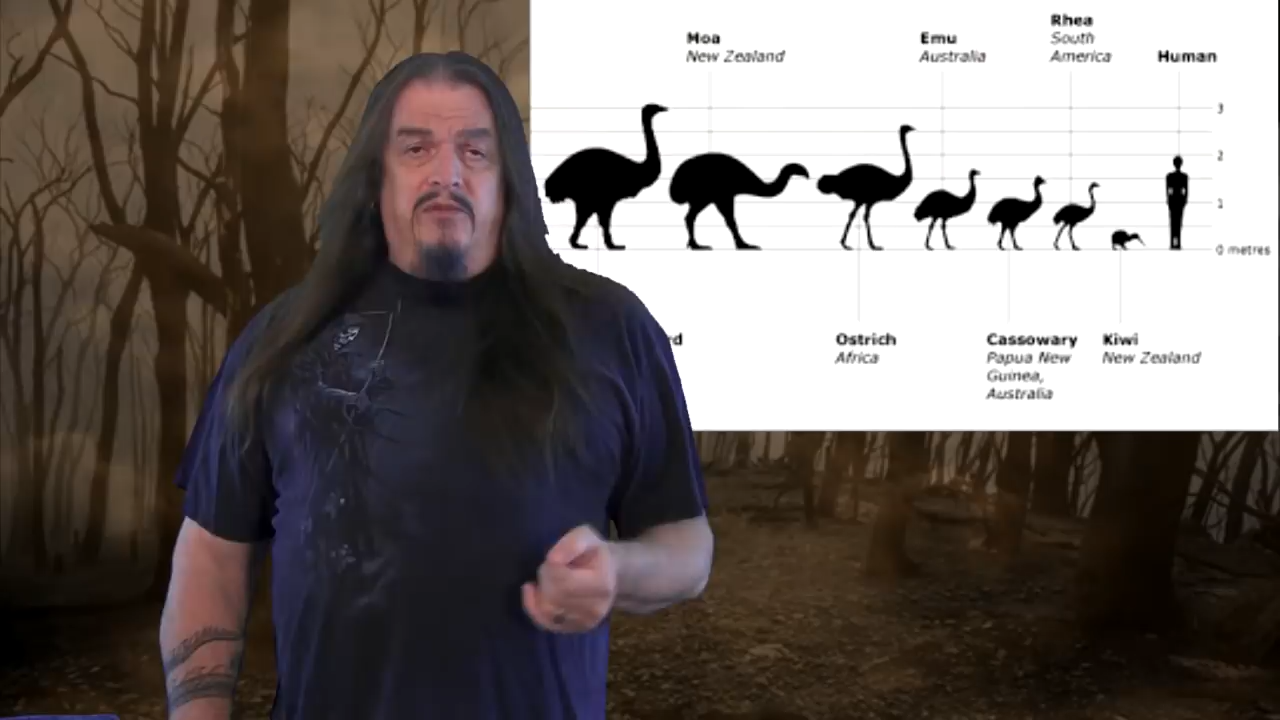 Rhea
Moa
Emu
South
New Zealand
Australia
America
Human
3
2
1
0 metres
rd
Ostrich
Cassowary
Kiwi
Africa
Papua New
New Zealand
Guinea,
Australia